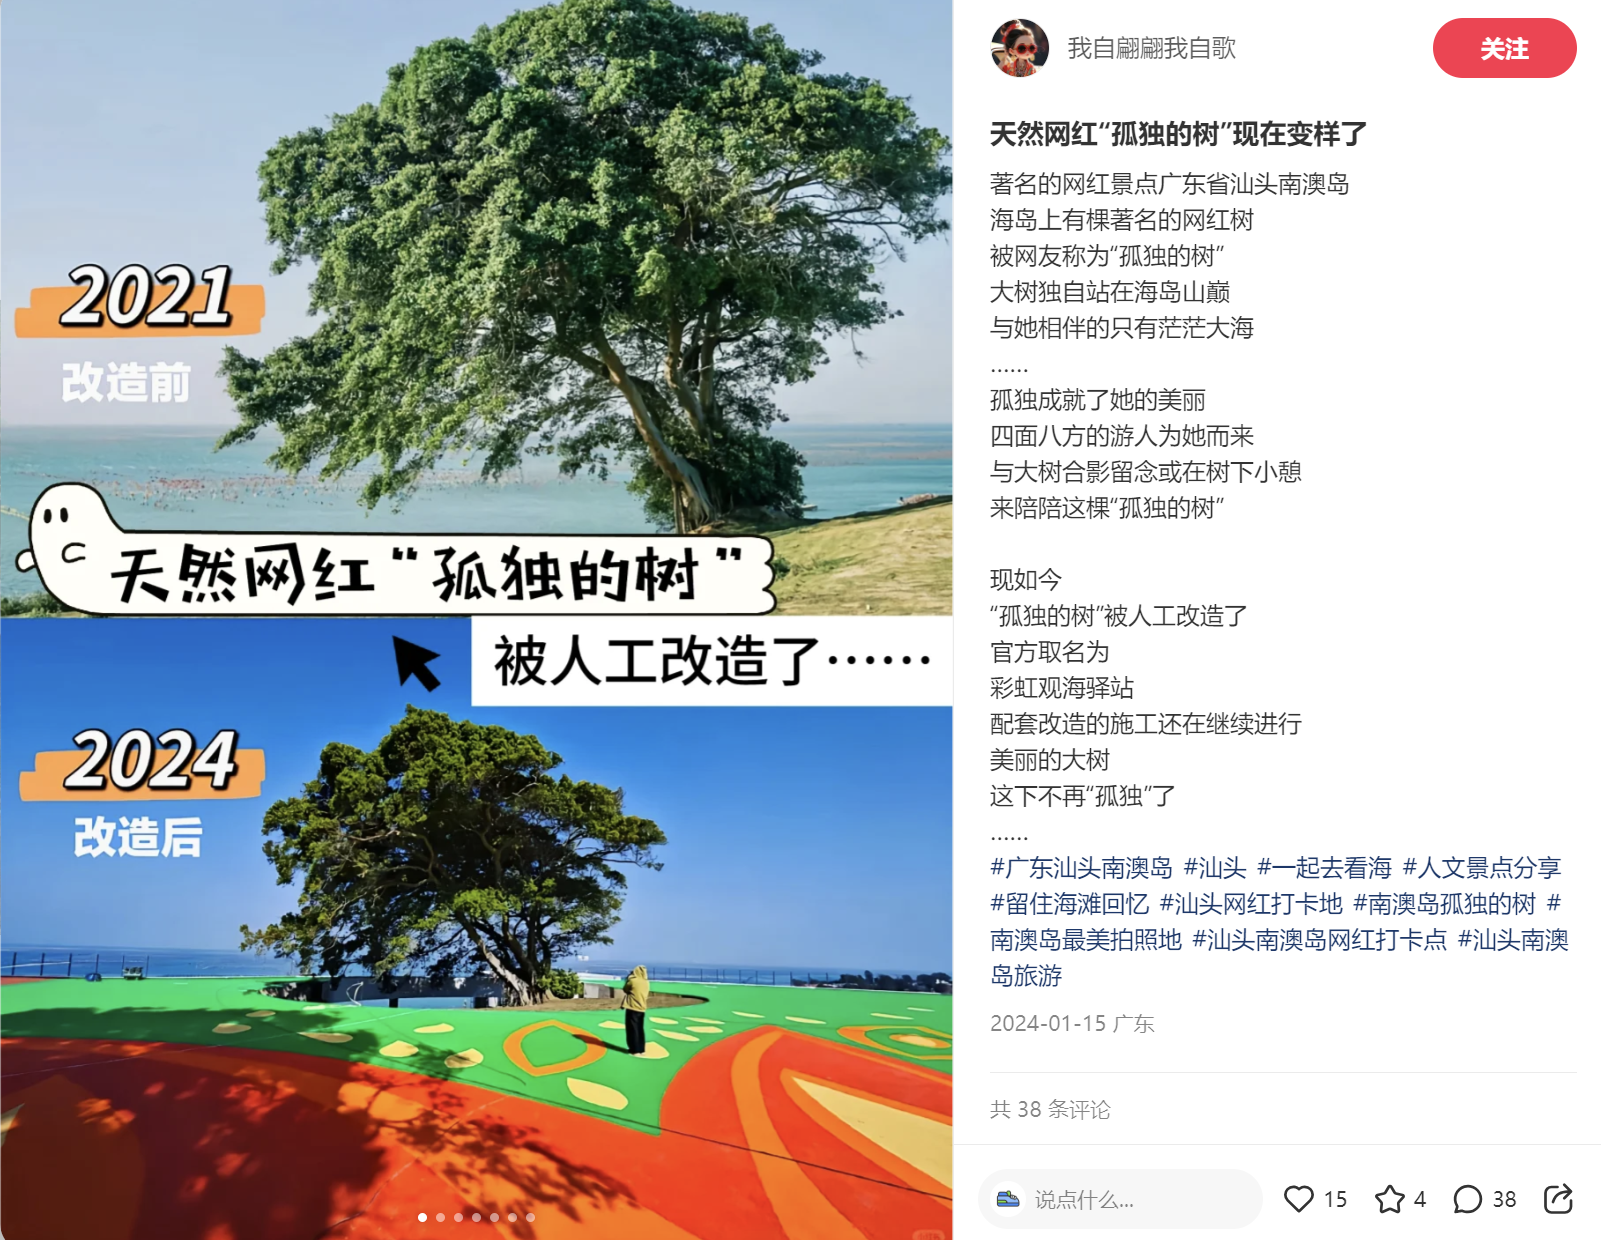 2021
改造前
天然网红“孤独的树”
被人工改造了……
2024
改造后
我自翩翩我自歌
关注
天然网红“孤独的树”现在变样了
著名的网红景点广东省汕头南澳岛
海岛上有棵著名的网红树
被网友称为“孤独的树”
大树独自站在海岛山巅
与她相伴的只有茫茫大海
......
孤独成就了她的美丽
四面八方的游人为她而来
与大树合影留念或在树下小憩
来陪陪这棵“孤独的树”
现如今
“孤独的树”被人工改造了
官方取名为
彩虹观海驿站
配套改造的施工还在继续进行
美丽的大树
这下不再“孤独”了
......
#广东汕头南澳岛 #汕头 #一起去看海 #人文景点分享
#留住海滩回忆 #汕头网红打卡地 #南澳岛孤独的树 #
南澳岛最美拍照地 #汕头南澳岛网红打卡点 #汕头南澳
岛旅游
2024-01-15 广东
共 38 条评论
说点什么...
15
4
38